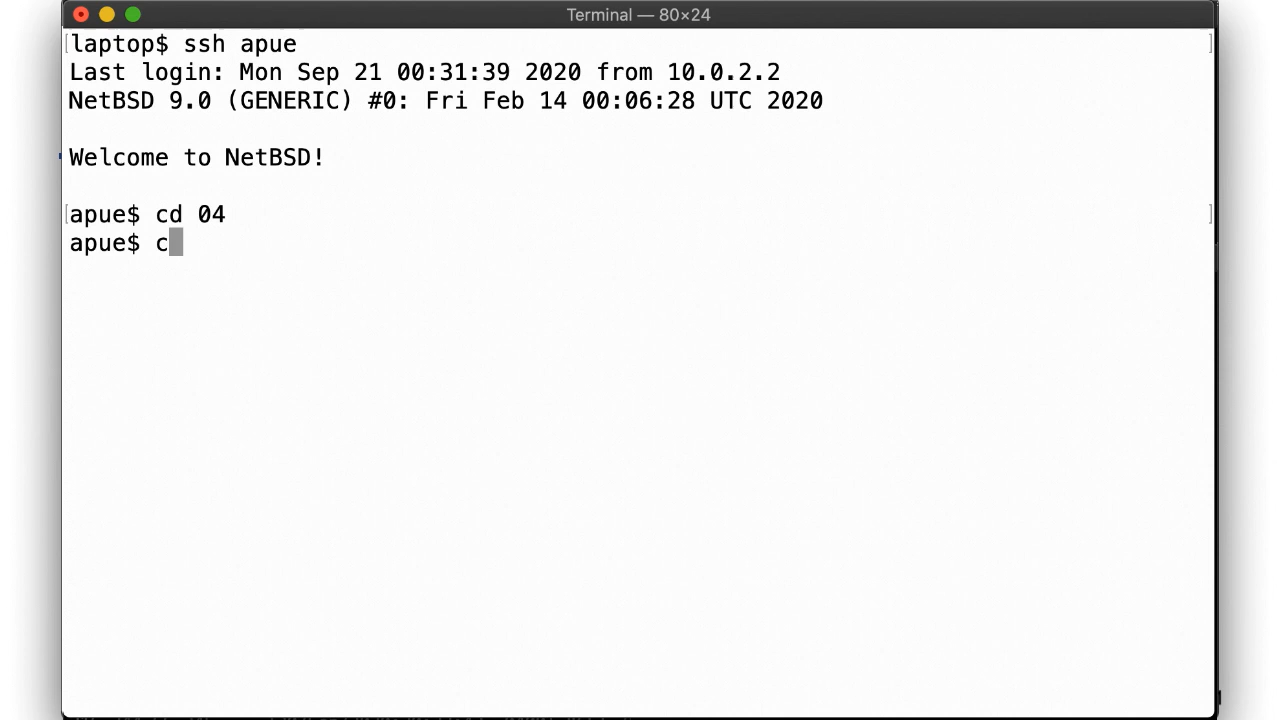 Terminal — 80×24
[laptop$ ssh apue ]
Last login: Mon Sep 21 00:31:39 2020 from 10.0.2.2
NetBSD 9.0 (GENERIC) #0: Fri Feb 14 00:06:28 UTC 2020
Welcome to NetBSD!
[apue$ cd 04 ]
apue$ c